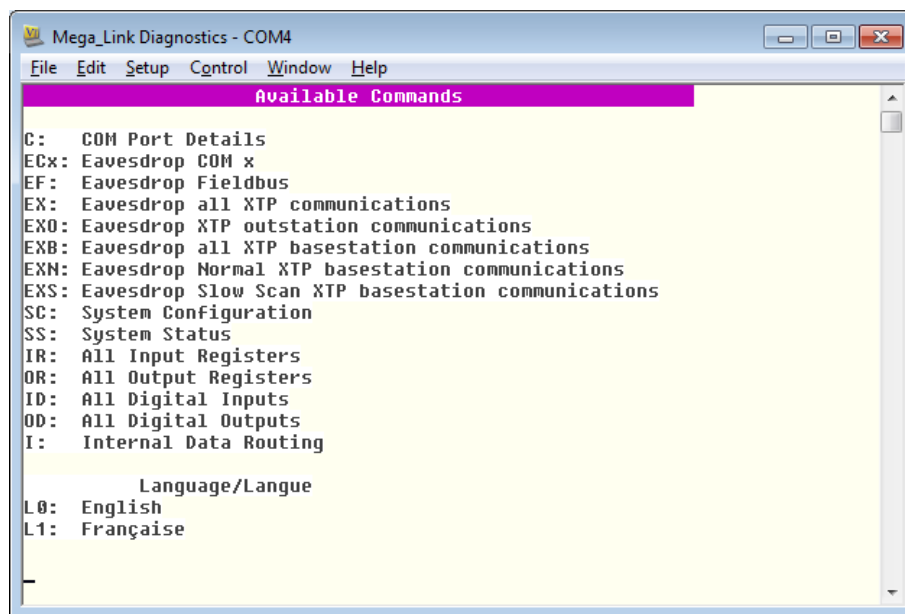 Mega_Link Diagnostics - COM4
File Edit Setup Control Window Help
Available Commands
C: COM Port Details
ECx: Eavesdrop COM x
EF: Eavesdrop Fieldbus
EX: Eavesdrop all XTP communications
EXO: Eavesdrop XTP outstation communications
EXB: Eavesdrop all XTP basestation communications
EXN: Eavesdrop Normal XTP basestation communications
EXS: Eavesdrop Slow Scan XTP basestation communications
SC: System Configuration
SS: System Status
IR: All Input Registers
OR: All Output Registers
ID: All Digital Inputs
OD: All Digital Outputs
I: Internal Data Routing
Language/Langue
L0: English
L1: Française